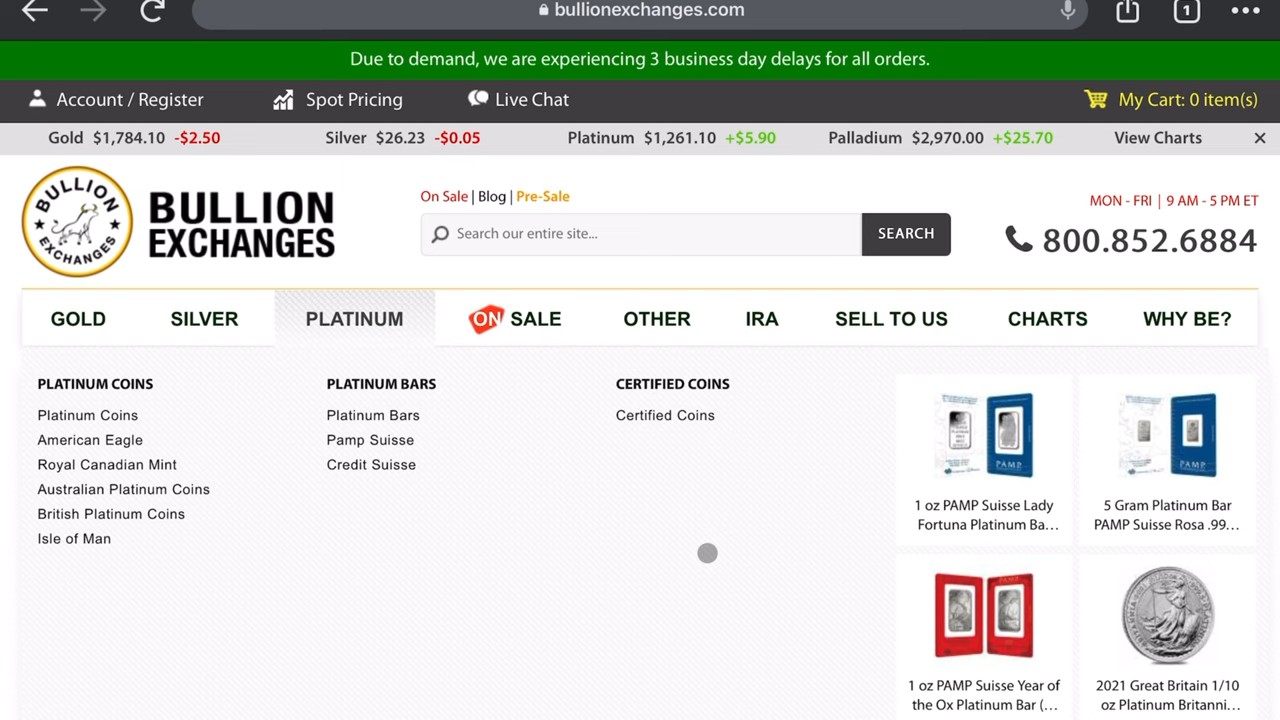 bullionexchanges.com
1
Due to demand, we are experiencing 3 business day delays for all orders.
Account / Register
Spot Pricing
Live Chat
My Cart: 0 item(s)
Gold $1,784.10 -$2.50
Silver $26.23 -$0.05
Platinum $1,261.10 +$5.90
Palladium $2,970.00 +$25.70
View Charts
BULLION
EXCHANGES
BULLION
EXCHANGES
On Sale | Blog | Pre-Sale
Search our entire site...
SEARCH
MON - FRI | 9 AM - 5 PM ET
800.852.6884
GOLD
SILVER
PLATINUM
ON SALE
OTHER
IRA
SELL TO US
CHARTS
WHY BE?
PLATINUM COINS
Platinum Coins
American Eagle
Royal Canadian Mint
Australian Platinum Coins
British Platinum Coins
Isle of Man
PLATINUM BARS
Platinum Bars
Pamp Suisse
Credit Suisse
CERTIFIED COINS
Certified Coins
PAMP
1 oz PAMP Suisse Lady
Fortuna Platinum Ba...
PAMP
5 Gram Platinum Bar
PAMP Suisse Rosa .99...
PAMP
1 oz PAMP Suisse Year of
the Ox Platinum Bar (...
2021 Great Britain 1/10
oz Platinum Britanni...